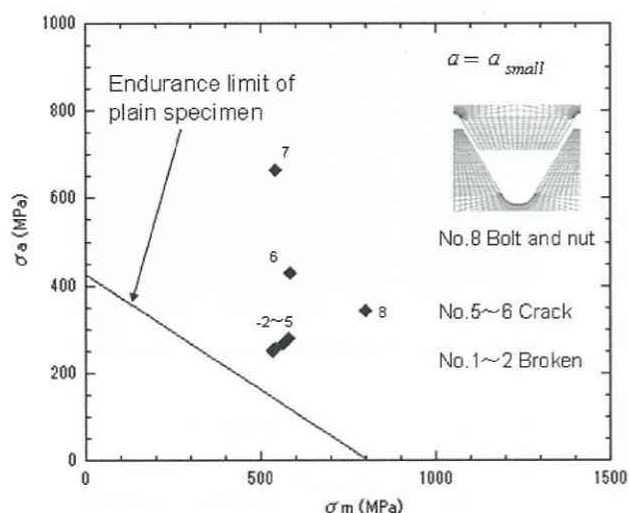 1000
800
600
400
200
0
σa (MPa)
Endurance limit of
plain specimen
7
6
-2～5
8
a = a small
No.8 Bolt and nut
No.5～6 Crack
No.1～2 Broken
0
500
1000
1500
σm (MPa)